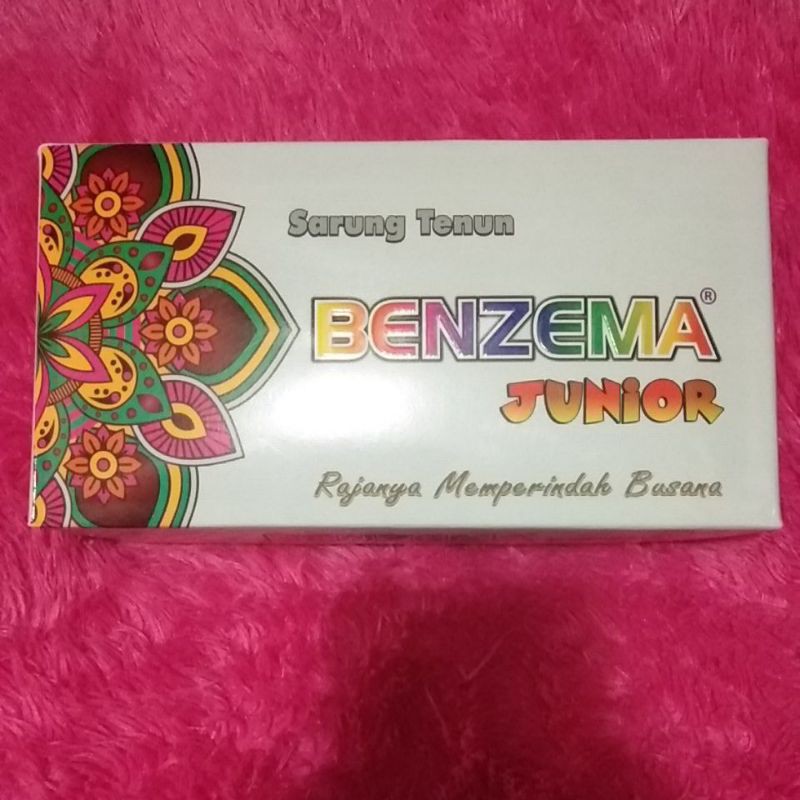 Sarung Tenun
BENZEMA®
JUNiOR
Rajanya Memperindah Busana